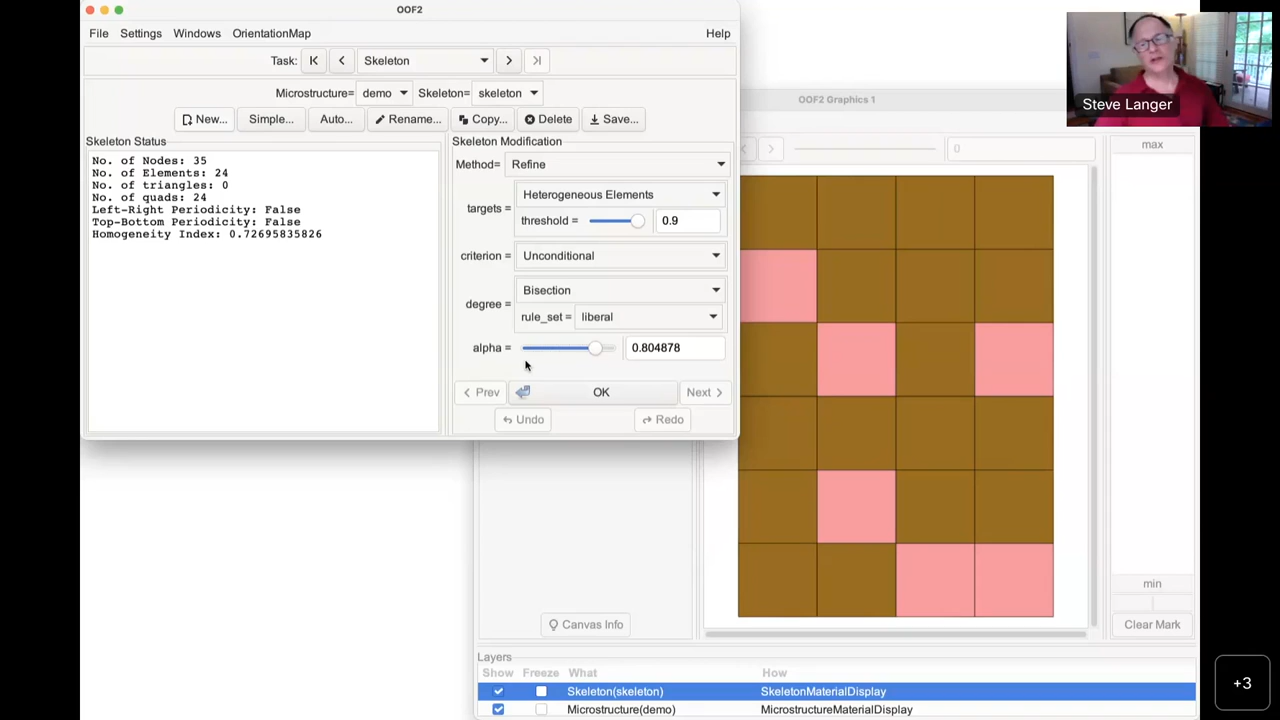 OOF2
File Settings Windows OrientationMap Help
Task: Skeleton
Microstructure= demo Skeleton= skeleton
New... Simple... Auto... Rename... Copy... Delete Save...
Skeleton Status
No. of Nodes: 35
No. of Elements: 24
No. of triangles: 0
No. of quads: 24
Left-Right Periodicity: False
Top-Bottom Periodicity: False
Homogeneity Index: 0.72695835826
Skeleton Modification
Method= Refine
targets = Heterogeneous Elements
threshold = 0.9
criterion = Unconditional
degree = Bisection
rule_set = liberal
alpha = 0.804878
Prev OK Next
Undo Redo
OOF2 Graphics 1
0
max
min
Clear Mark
Canvas Info
Layers
Show Freeze What How
Skeleton(skeleton) SkeletonMaterialDisplay
Microstructure(demo) MicrostructureMaterialDisplay
Steve Langer
+3